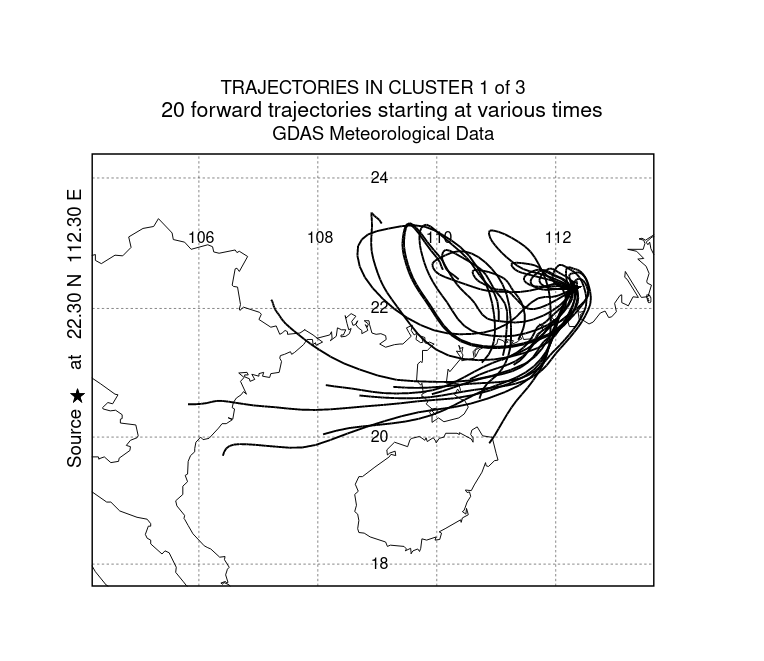 TRAJECTORIES IN CLUSTER 1 of 3
20 forward trajectories starting at various times
GDAS Meteorological Data
Source ★ at 22.30 N 112.30 E
24
106 108 110 112
22
20
18